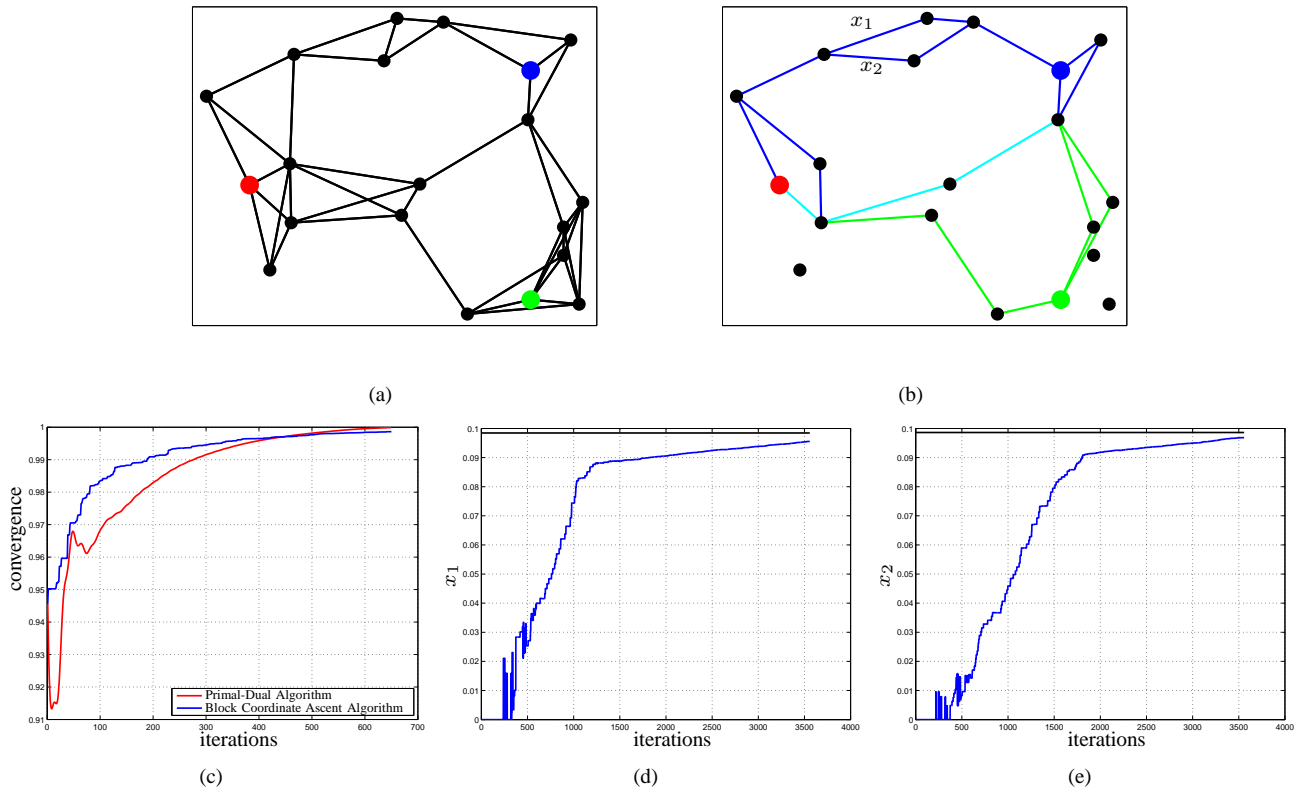 x1
x2
(a)
(b)
1
0.99
0.98
0.97
0.96
0.95
0.94
0.93
0.92
0.91
convergence
0 100 200 300 400 500 600 700
Primal-Dual Algorithm
Block Coordinate Ascent Algorithm
iterations
(c)
0.1
0.09
0.08
0.07
0.06
0.05
0.04
0.03
0.02
0.01
0
x1
0 500 1000 1500 2000 2500 3000 3500 4000
iterations
(d)
0.1
0.09
0.08
0.07
0.06
0.05
0.04
0.03
0.02
0.01
0
x2
0 500 1000 1500 2000 2500 3000 3500 4000
iterations
(e)